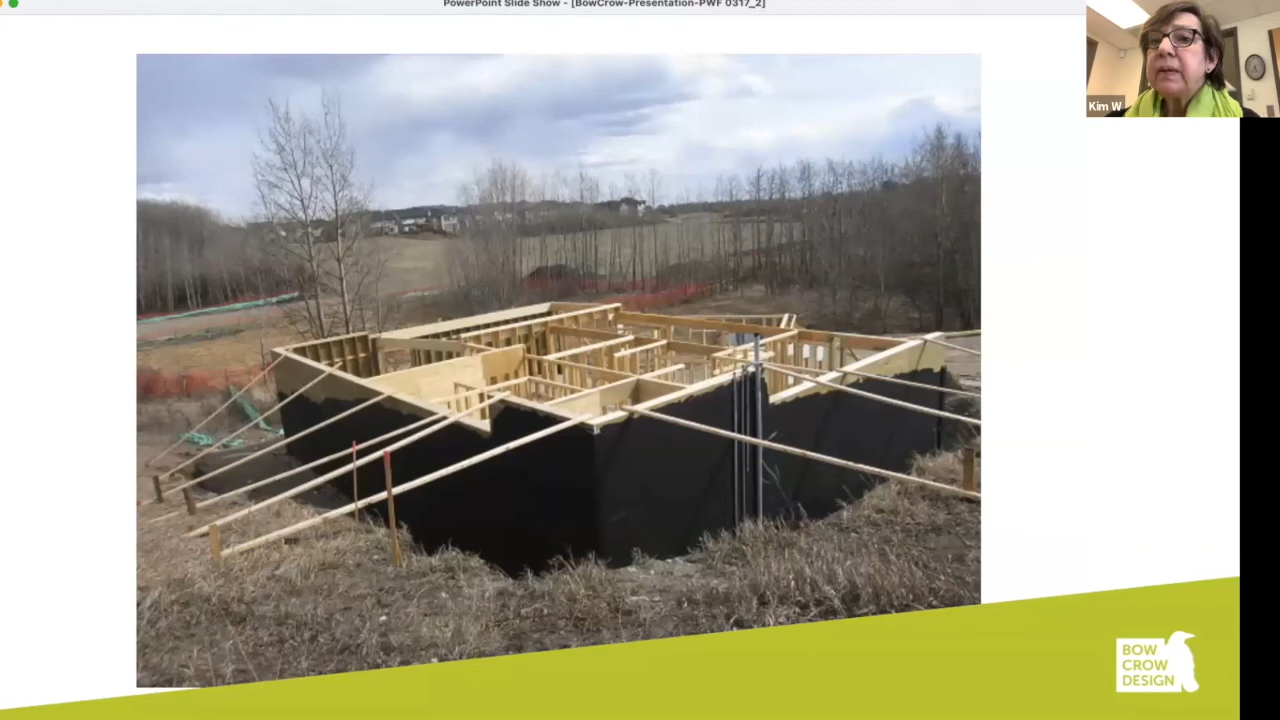 PowerPoint Slide Show - [BowCrow-Presentation-PWF 0317_2]
Kim W
BOW
CROW
DESIGN